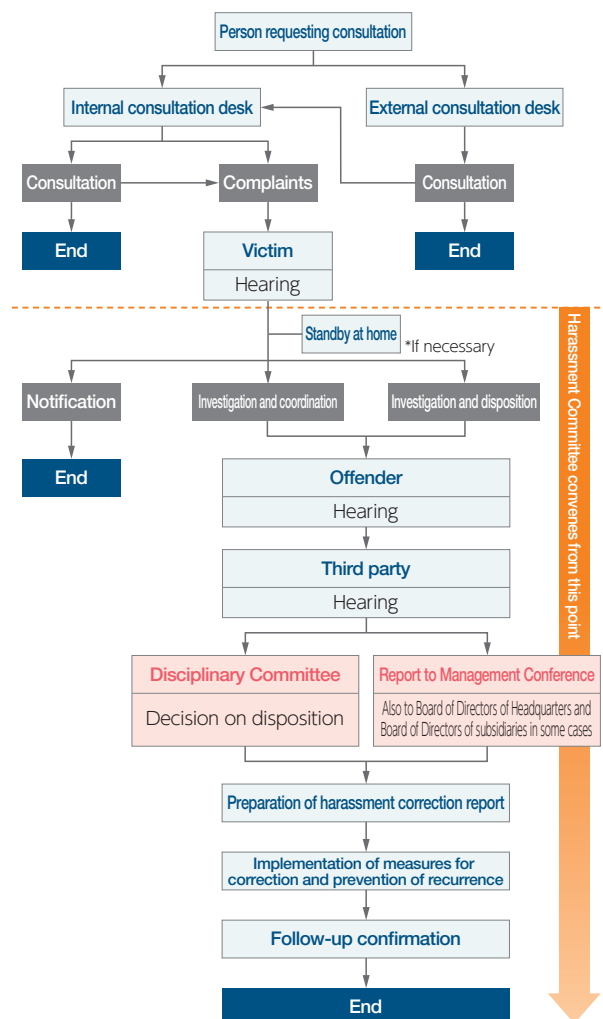 Person requesting consultation
Internal consultation desk
External consultation desk
Consultation
Complaints
Consultation
End
Victim
End
Hearing
Harassment Committee convenes from this point
Standby at home
*If necessary
Notification
Investigation and coordination
Investigation and disposition
End
Offender
Hearing
Third party
Hearing
Disciplinary Committee
Decision on disposition
Report to Management Conference
Also to Board of Directors of Headquarters and
Board of Directors of subsidiaries in some cases
Preparation of harassment correction report
Implementation of measures for
correction and prevention of recurrence
Follow-up confirmation
End